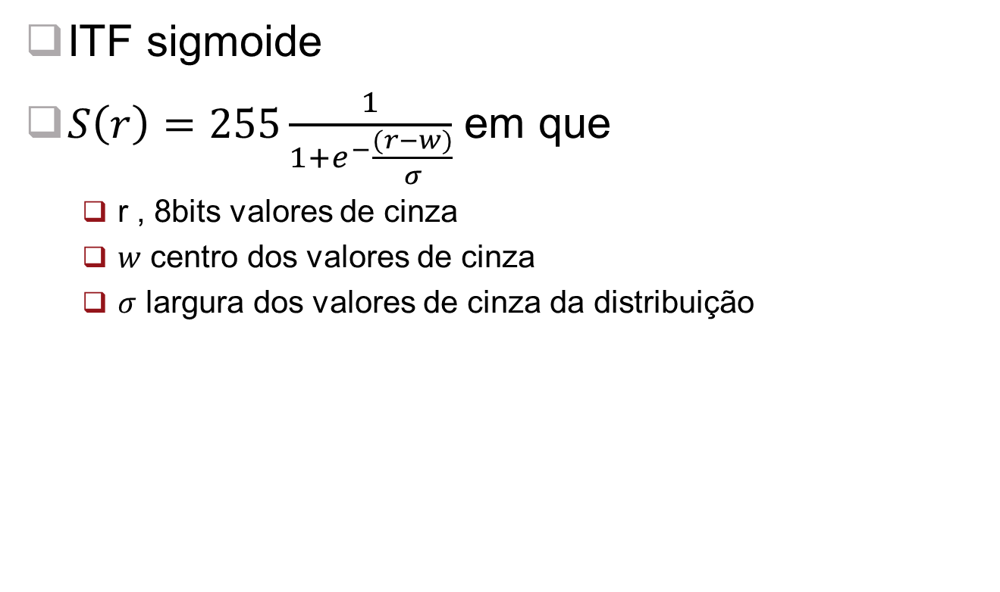 ❑ITF sigmoide
❑𝑆(𝑟) = 255 \frac{1}{1+e^{-\frac{(r-w)}{\sigma}}} em que
❑ r , 8bits valores de cinza
❑ 𝑤 centro dos valores de cinza
❑ 𝜎 largura dos valores de cinza da distribuição